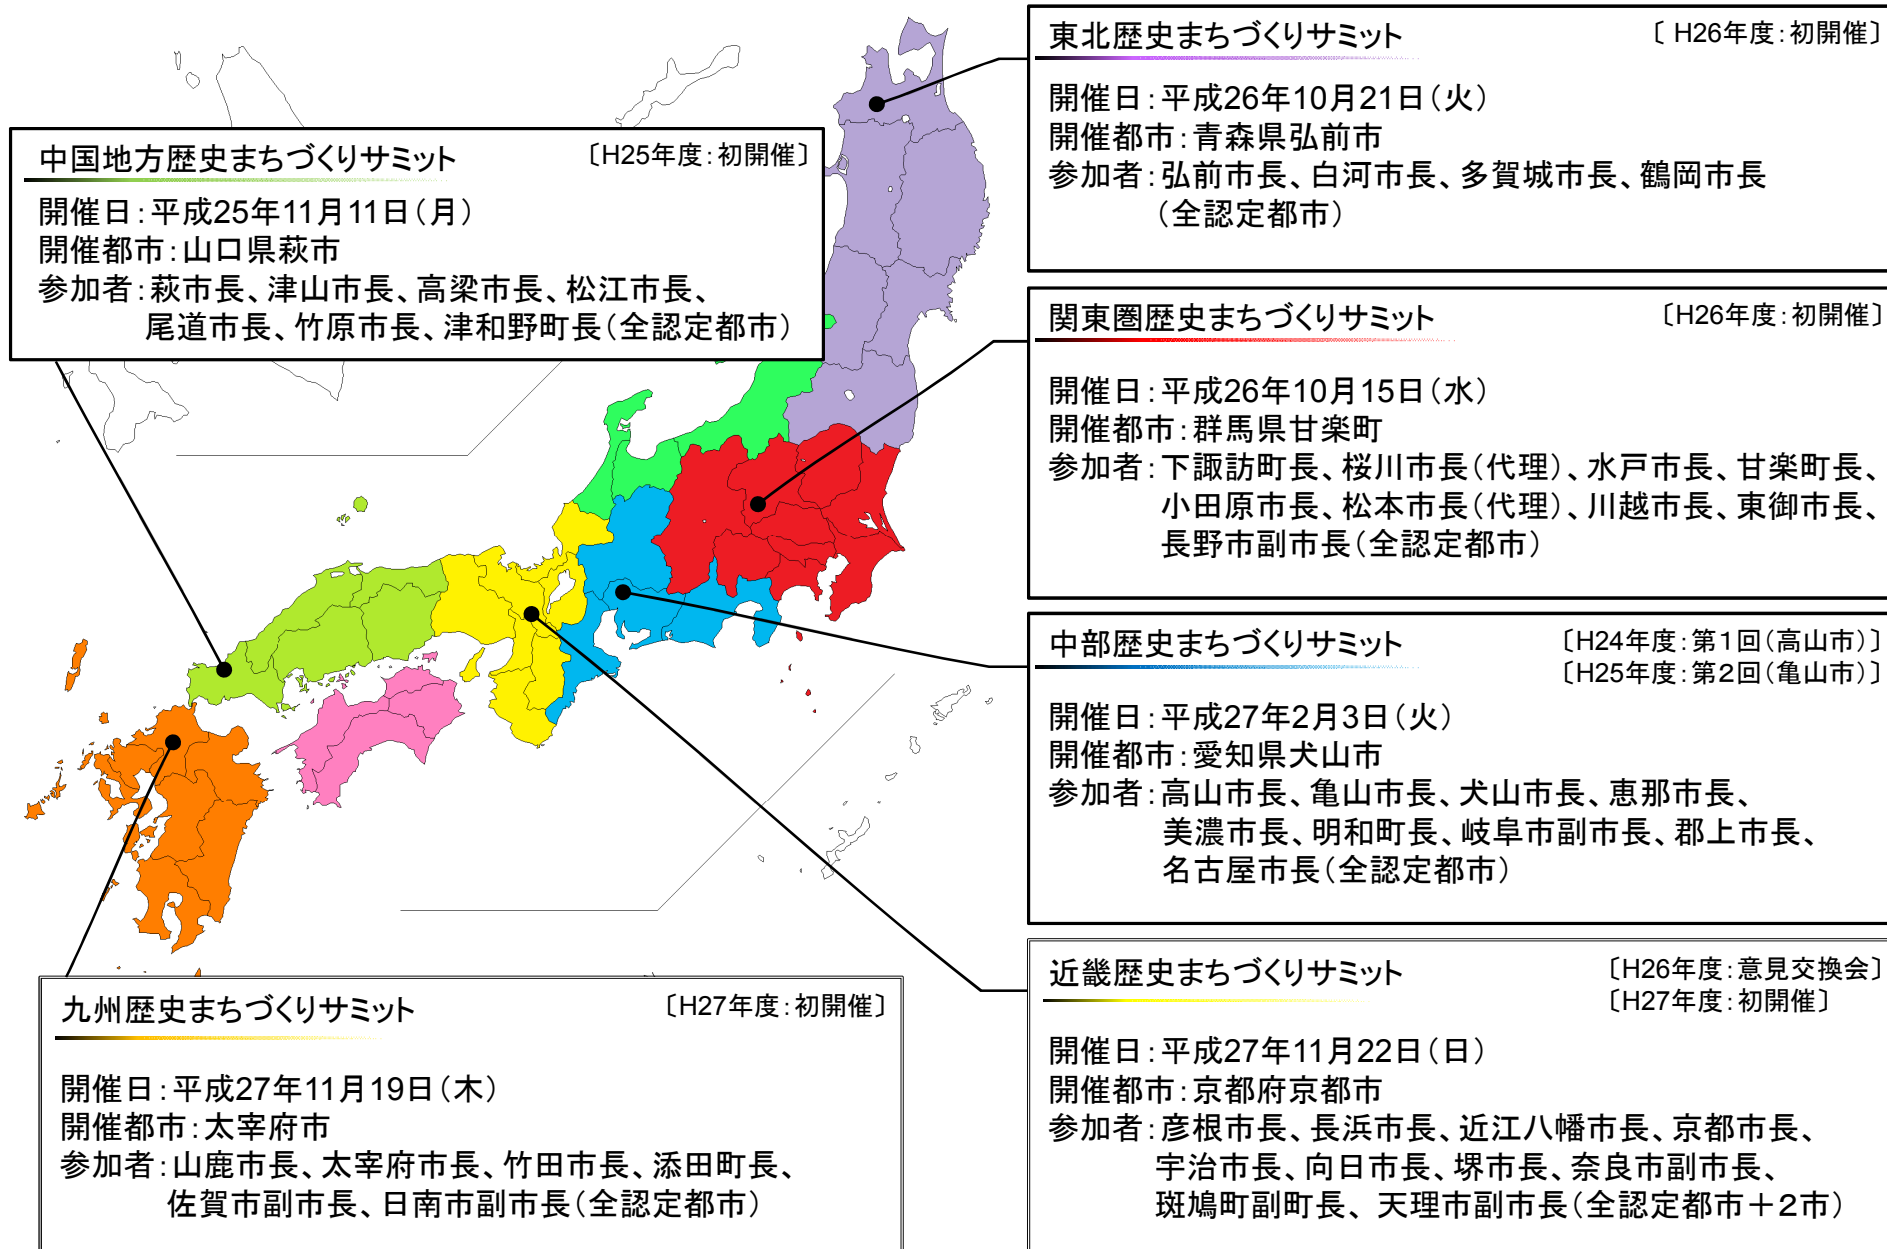 中国地方歴史まちづくりサミット 〔H25年度：初開催〕
開催日：平成25年11月11日（月）
開催都市：山口県萩市
参加者：萩市長、津山市長、高梁市長、松江市長、
尾道市長、竹原市長、津和野町長（全認定都市）
東北歴史まちづくりサミット 〔 H26年度：初開催〕
開催日：平成26年10月21日（火）
開催都市：青森県弘前市
参加者：弘前市長、白河市長、多賀城市長、鶴岡市長
（全認定都市）
関東圏歴史まちづくりサミット 〔H26年度：初開催〕
開催日：平成26年10月15日（水）
開催都市：群馬県甘楽町
参加者：下諏訪町長、桜川市長（代理）、水戸市長、甘楽町長、
小田原市長、松本市長（代理）、川越市長、東御市長、
長野市副市長（全認定都市）
中部歴史まちづくりサミット 〔H24年度：第１回（高山市）〕
〔H25年度：第２回（亀山市）〕
開催日：平成27年2月3日（火）
開催都市：愛知県犬山市
参加者：高山市長、亀山市長、犬山市長、恵那市長、
美濃市長、明和町長、岐阜市副市長、郡上市長、
名古屋市長（全認定都市）
近畿歴史まちづくりサミット 〔H26年度：意見交換会〕
〔H27年度：初開催〕
開催日：平成27年11月22日（日）
開催都市：京都府京都市
参加者：彦根市長、長浜市長、近江八幡市長、京都市長、
宇治市長、向日市長、堺市長、奈良市副市長、
斑鳩町副町長、天理市副市長（全認定都市＋２市）
九州歴史まちづくりサミット 〔H27年度：初開催〕
開催日：平成27年11月19日（木）
開催都市：太宰府市
参加者：山鹿市長、太宰府市長、竹田市長、添田町長、
佐賀市副市長、日南市副市長（全認定都市）